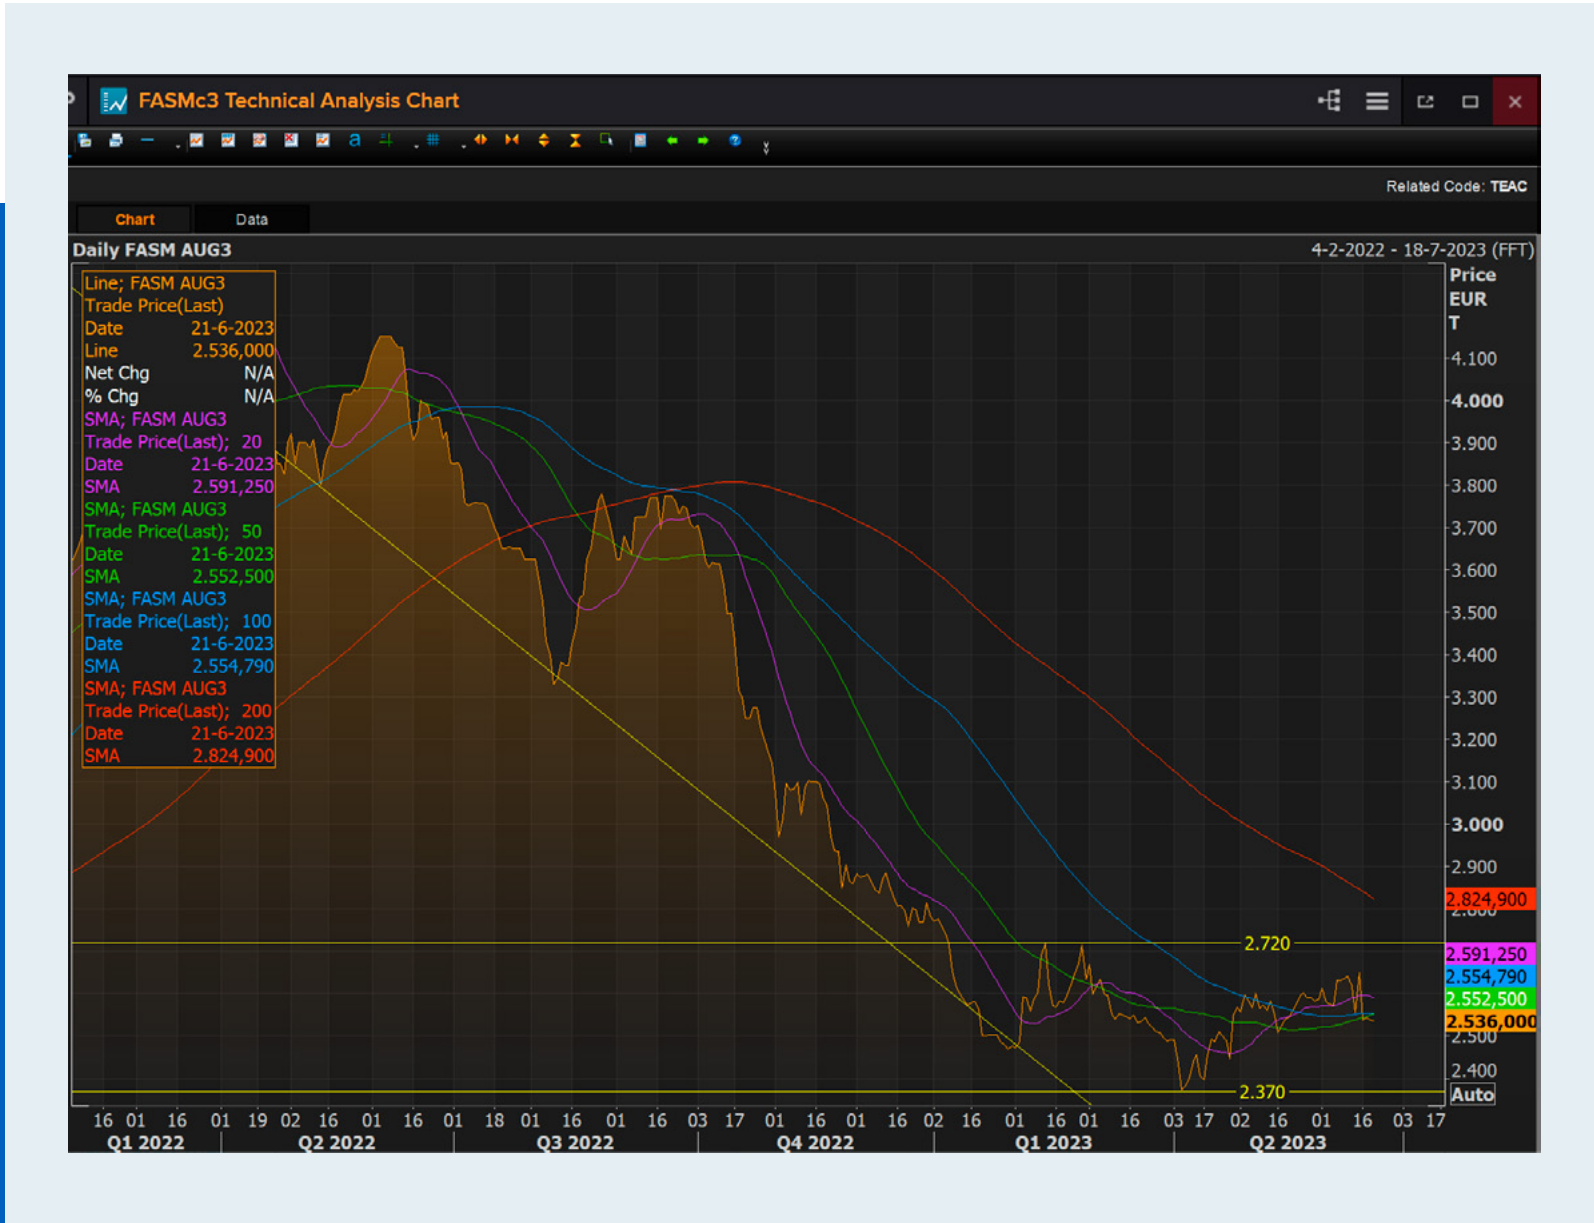 FASMc3 Technical Analysis Chart
Related Code: TEAC
Chart Data
Daily FASM AUG3 4-2-2022 - 18-7-2023 (FFT)
Line; FASM AUG3
Trade Price(Last)
Date 21-6-2023
Line 2.536,000
Net Chg N/A
% Chg N/A
SMA; FASM AUG3
Trade Price(Last); 20
Date 21-6-2023
SMA 2.591,250
SMA; FASM AUG3
Trade Price(Last); 50
Date 21-6-2023
SMA 2.552,500
SMA; FASM AUG3
Trade Price(Last); 100
Date 21-6-2023
SMA 2.554,790
SMA; FASM AUG3
Trade Price(Last); 200
Date 21-6-2023
SMA 2.824,900
Price
EUR
T
4.100
4.000
3.900
3.800
3.700
3.600
3.500
3.400
3.300
3.200
3.100
3.000
2.900
2.824,900
2.800
2.720
2.591,250
2.554,790
2.552,500
2.536,000
2.500
2.400
2.370
Auto
16 01 16 01 19 02 16 01 16 01 18 01 16 01 16 03 17 01 16 01 16 02 16 01 16 01 16 03 17 02 16 01 16 03 17
Q1 2022 Q2 2022 Q3 2022 Q4 2022 Q1 2023 Q2 2023